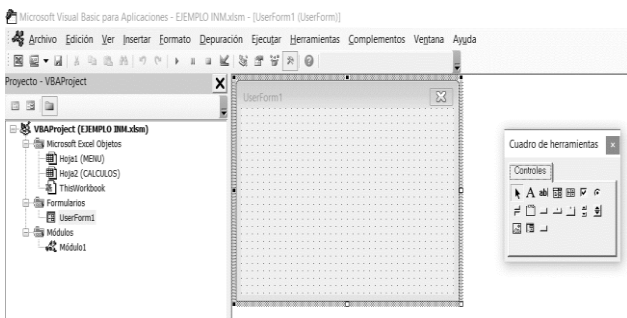 Microsoft Visual Basic para Aplicaciones - EJEMPLO INM.xlsm - [UserForm1 (UserForm)]
Archivo Edición Ver Insertar Formato Depuración Ejecutar Herramientas Complementos Ventana Ayuda
Proyecto - VBAProject
X
UserForm1
VBAProject (EJEMPLO INM.xlsm)
Microsoft Excel Objetos
Hoja1 (MENU)
Hoja2 (CALCULOS)
ThisWorkbook
Formularios
UserForm1
Módulos
Módulo1
Cuadro de herramientas x
Controles
A abl